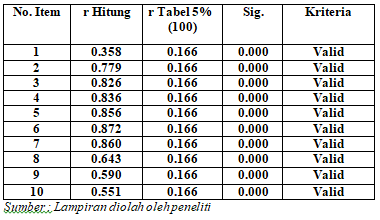 No. Item r Hitung r Tabel 5% (100) Sig. Kriteria
1 0.358 0.166 0.000 Valid
2 0.779 0.166 0.000 Valid
3 0.826 0.166 0.000 Valid
4 0.836 0.166 0.000 Valid
5 0.856 0.166 0.000 Valid
6 0.872 0.166 0.000 Valid
7 0.860 0.166 0.000 Valid
8 0.643 0.166 0.000 Valid
9 0.590 0.166 0.000 Valid
10 0.551 0.166 0.000 Valid
Sumber : Lampiran diolah oleh peneliti